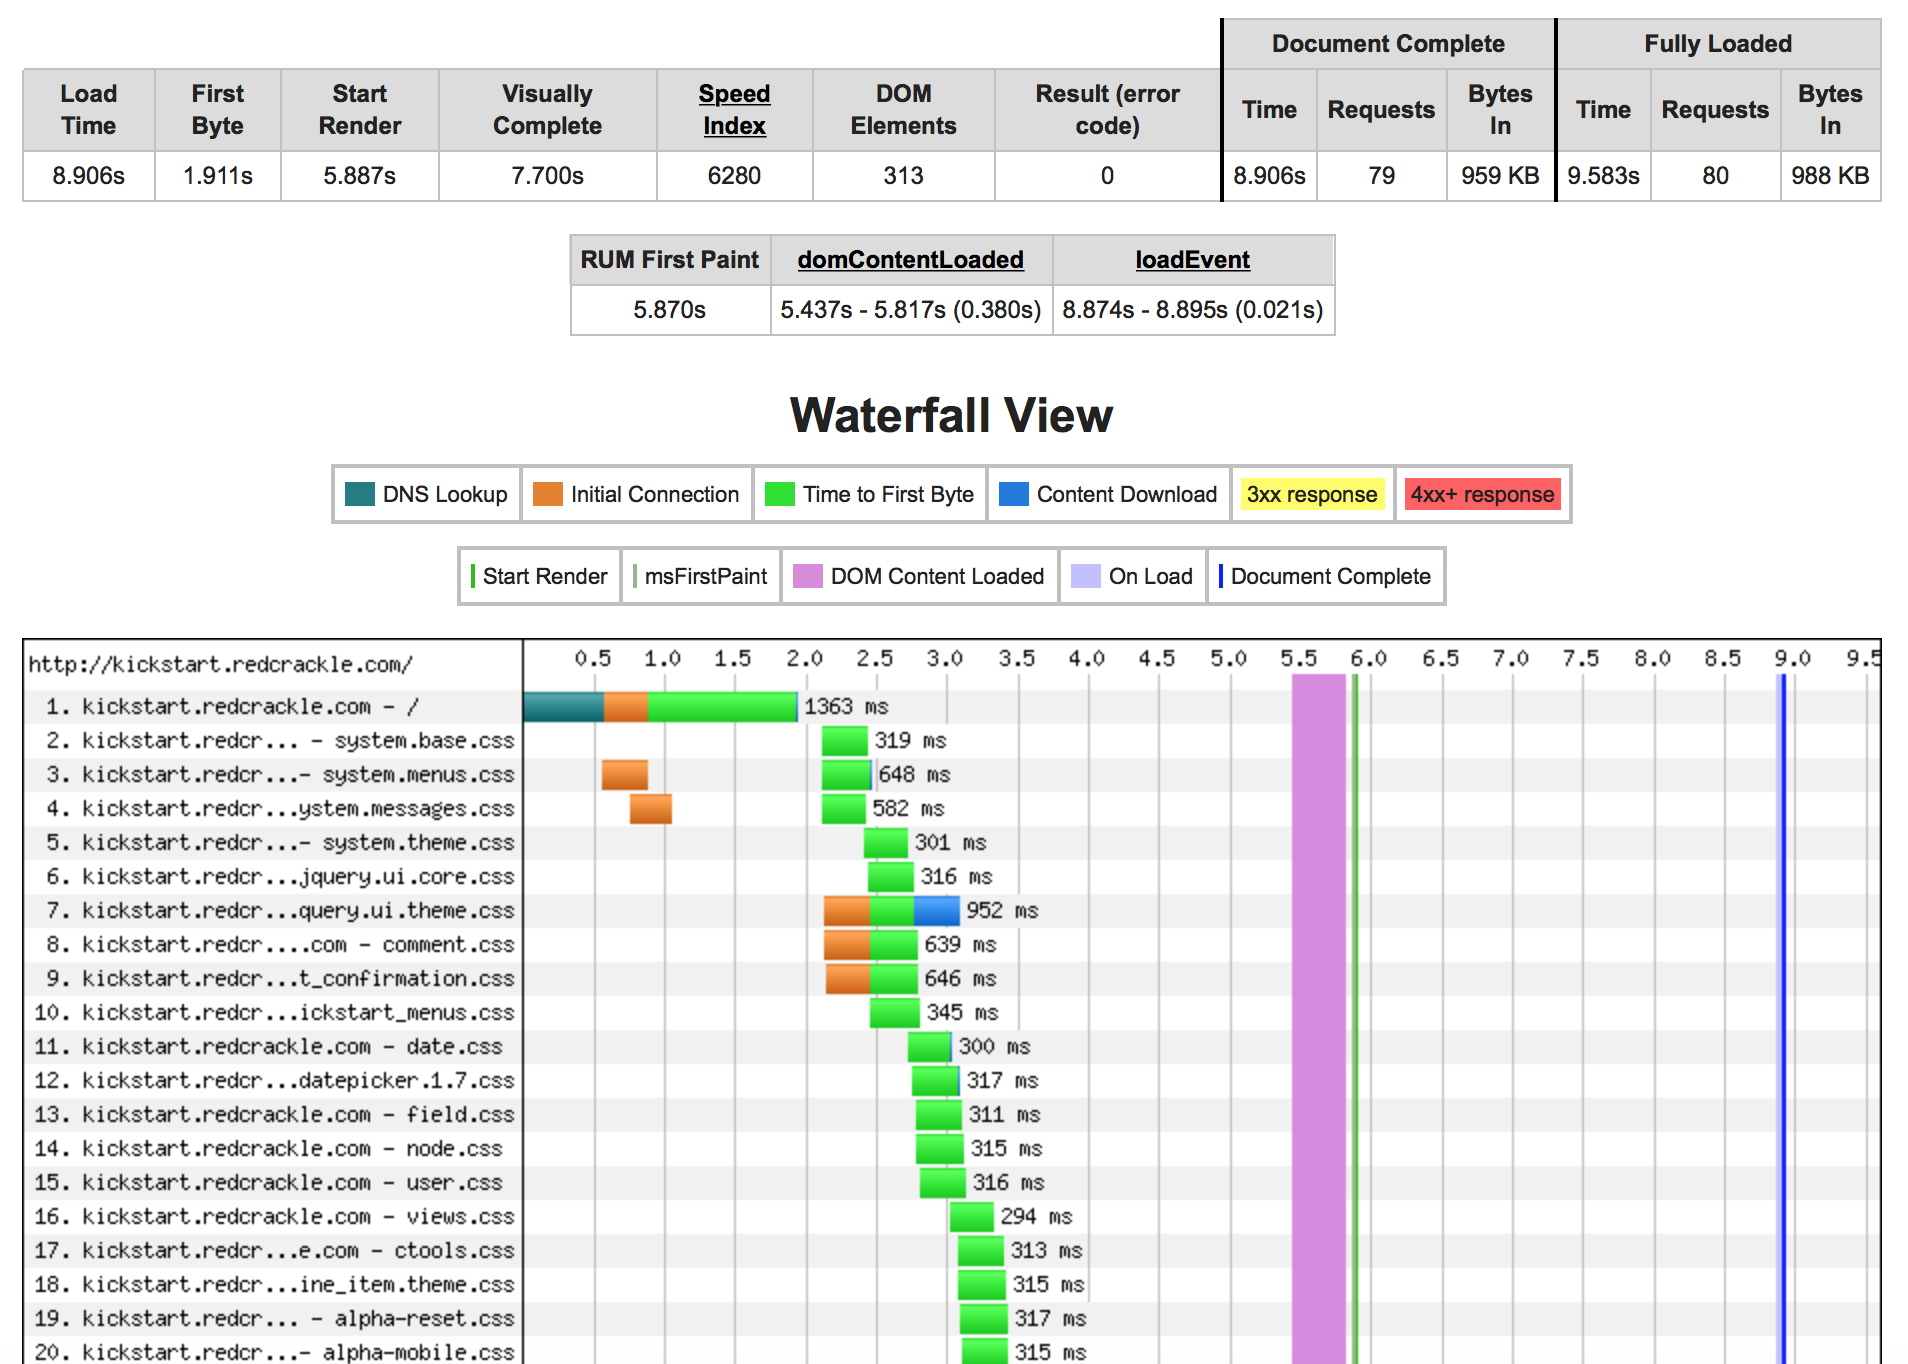 Document Complete Fully Loaded
Load Time First Byte Start Render Visually Complete Speed Index DOM Elements Result (error code) Time Requests Bytes In Time Requests Bytes In
8.906s 1.911s 5.887s 7.700s 6280 313 0 8.906s 79 959 KB 9.583s 80 988 KB
RUM First Paint domContentLoaded loadEvent
5.870s 5.437s - 5.817s (0.380s) 8.874s - 8.895s (0.021s)
Waterfall View
DNS Lookup Initial Connection Time to First Byte Content Download 3xx response 4xx+ response
Start Render msFirstPaint DOM Content Loaded On Load Document Complete
http://kickstart.redcrackle.com/ 0.5 1.0 1.5 2.0 2.5 3.0 3.5 4.0 4.5 5.0 5.5 6.0 6.5 7.0 7.5 8.0 8.5 9.0 9.5
1. kickstart.redcrackle.com - / 1363 ms
2. kickstart.redcr... - system.base.css 319 ms
3. kickstart.redcr...- system.menus.css 648 ms
4. kickstart.redcr...ystem.messages.css 582 ms
5. kickstart.redcr...- system.theme.css 301 ms
6. kickstart.redcr...jquery.ui.core.css 316 ms
7. kickstart.redcr...query.ui.theme.css 952 ms
8. kickstart.redcr....com - comment.css 639 ms
9. kickstart.redcr...t_confirmation.css 646 ms
10. kickstart.redcr...ickstart_menus.css 345 ms
11. kickstart.redcrackle.com - date.css 300 ms
12. kickstart.redcr...datepicker.1.7.css 317 ms
13. kickstart.redcrackle.com - field.css 311 ms
14. kickstart.redcrackle.com - node.css 315 ms
15. kickstart.redcrackle.com - user.css 316 ms
16. kickstart.redcrackle.com - views.css 294 ms
17. kickstart.redcr...e.com - ctools.css 313 ms
18. kickstart.redcr...ine_item.theme.css 315 ms
19. kickstart.redcr... - alpha-reset.css 317 ms
20. kickstart.redcr...- alpha-mobile.css 315 ms